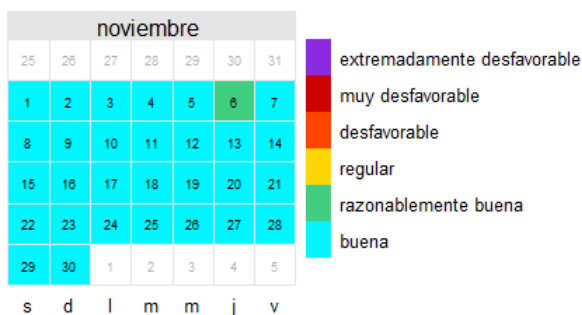 noviembre
25 26 27 28 29 30 31
1 2 3 4 5 6 7
8 9 10 11 12 13 14
15 16 17 18 19 20 21
22 23 24 25 26 27 28
29 30 1 2 3 4 5
s d l m m j v
extremadamente desfavorable
muy desfavorable
desfavorable
regular
razonablemente buena
buena